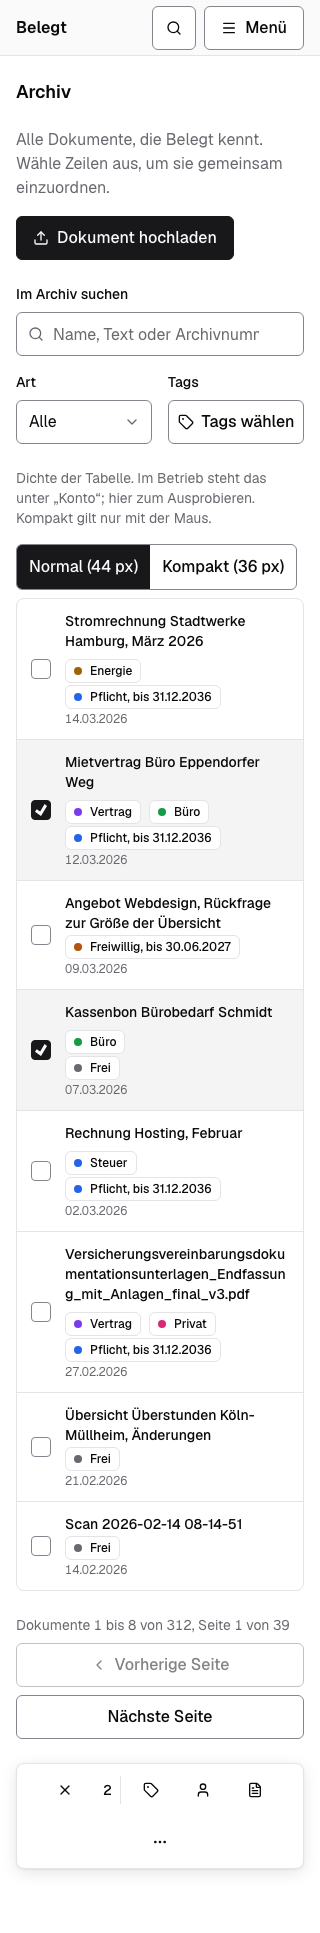 Belegt
Menü
Archiv
Alle Dokumente, die Belegt kennt.
Wähle Zeilen aus, um sie gemeinsam
einzuordnen.
Dokument hochladen
Im Archiv suchen
Name, Text oder Archivnumr
Art
Tags
Alle
Tags wählen
Dichte der Tabelle. Im Betrieb steht das
unter „Konto“; hier zum Ausprobieren.
Kompakt gilt nur mit der Maus.
Normal (44 px)
Kompakt (36 px)
Stromrechnung Stadtwerke
Hamburg, März 2026
Energie
Pflicht, bis 31.12.2036
14.03.2026
Mietvertrag Büro Eppendorfer
Weg
Vertrag
Büro
Pflicht, bis 31.12.2036
12.03.2026
Angebot Webdesign, Rückfrage
zur Größe der Übersicht
Freiwillig, bis 30.06.2027
09.03.2026
Kassenbon Bürobedarf Schmidt
Büro
Frei
07.03.2026
Rechnung Hosting, Februar
Steuer
Pflicht, bis 31.12.2036
02.03.2026
Versicherungsvereinbarungsdoku
mentationsunterlagen_Endfassun
g_mit_Anlagen_final_v3.pdf
Vertrag
Privat
Pflicht, bis 31.12.2036
27.02.2026
Übersicht Überstunden Köln-
Müllheim, Änderungen
Frei
21.02.2026
Scan 2026-02-14 08-14-51
Frei
14.02.2026
Dokumente 1 bis 8 von 312, Seite 1 von 39
Vorherige Seite
Nächste Seite
2